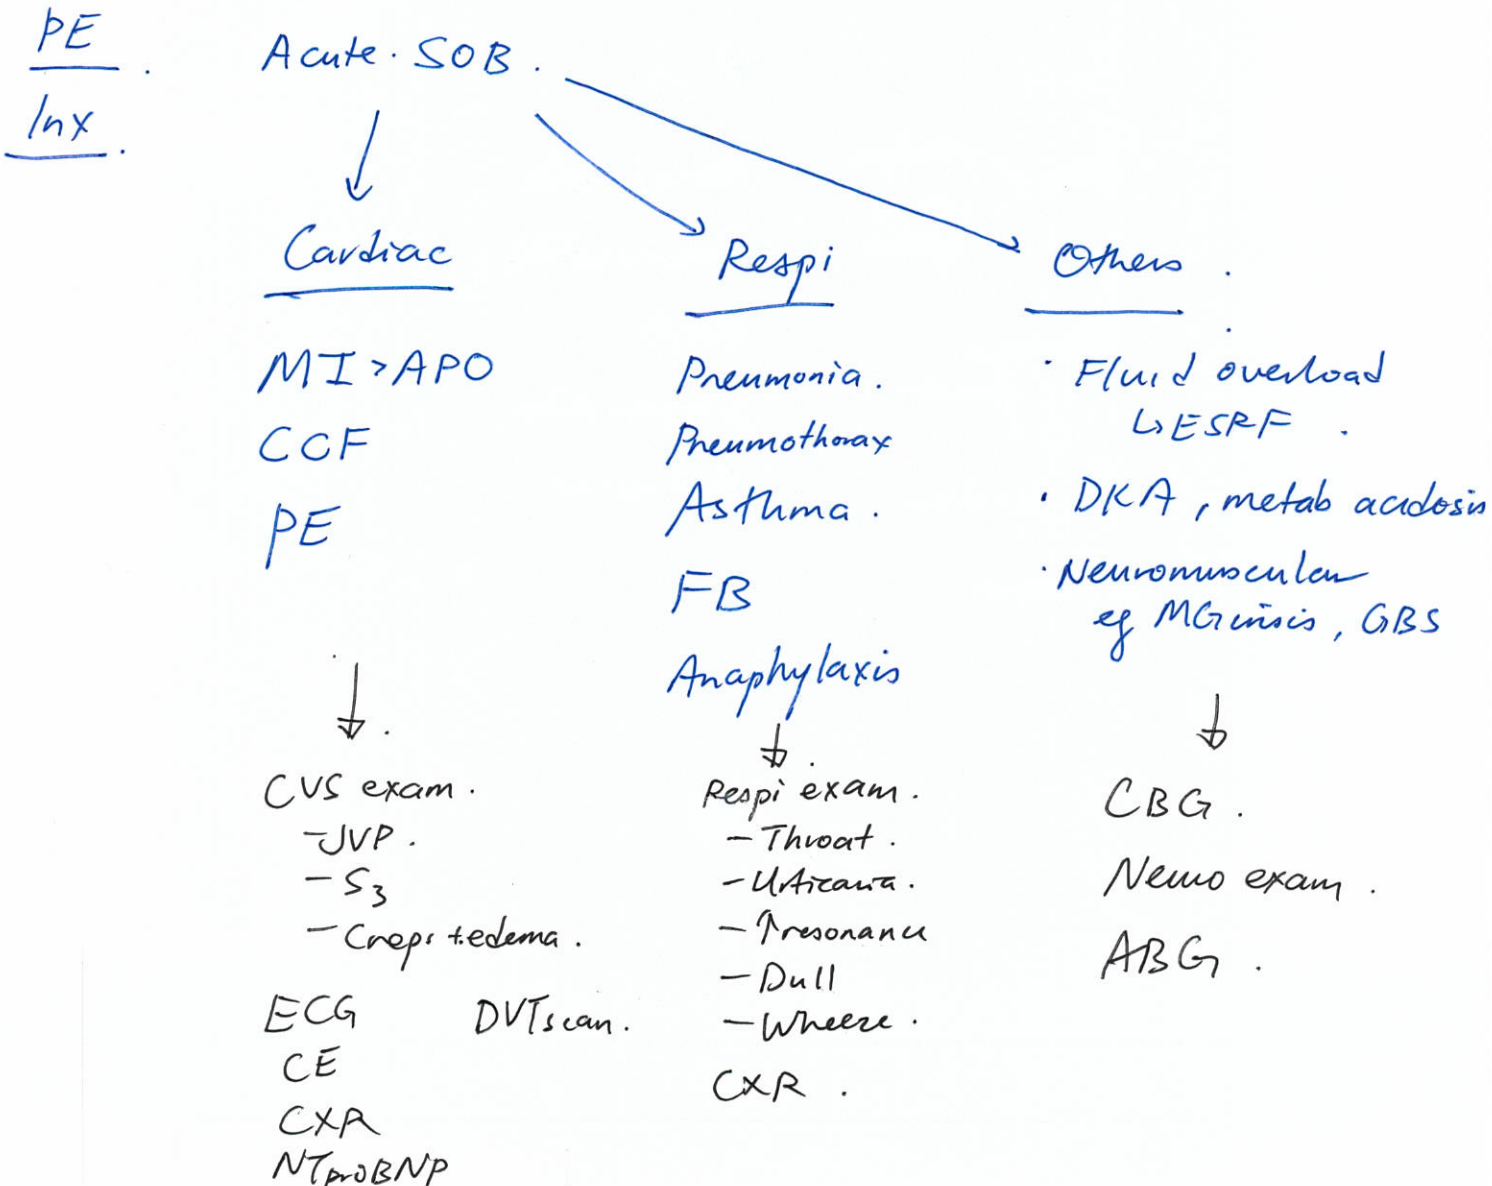 PE.
Acute. SOB.
Inx.
Cardiac
Respi
Others.
MI > APO
CCF
PE
Pneumonia.
Pneumothorax
Asthma.
FB
Anaphylaxis
· Fluid overload
↳ ESRF.
· DKA, metab acidosis
· Neuromuscular
eg MG crisis, GBS
CVS exam.
- JVP.
- S3
- Creps + edema.
ECG
DVT scan.
CE
CXR
NTproBNP
Respi exam.
- Throat.
- Urticaria.
- ↑ resonance
- Dull
- Wheeze.
CXR.
CBG.
Neuro exam.
ABG.